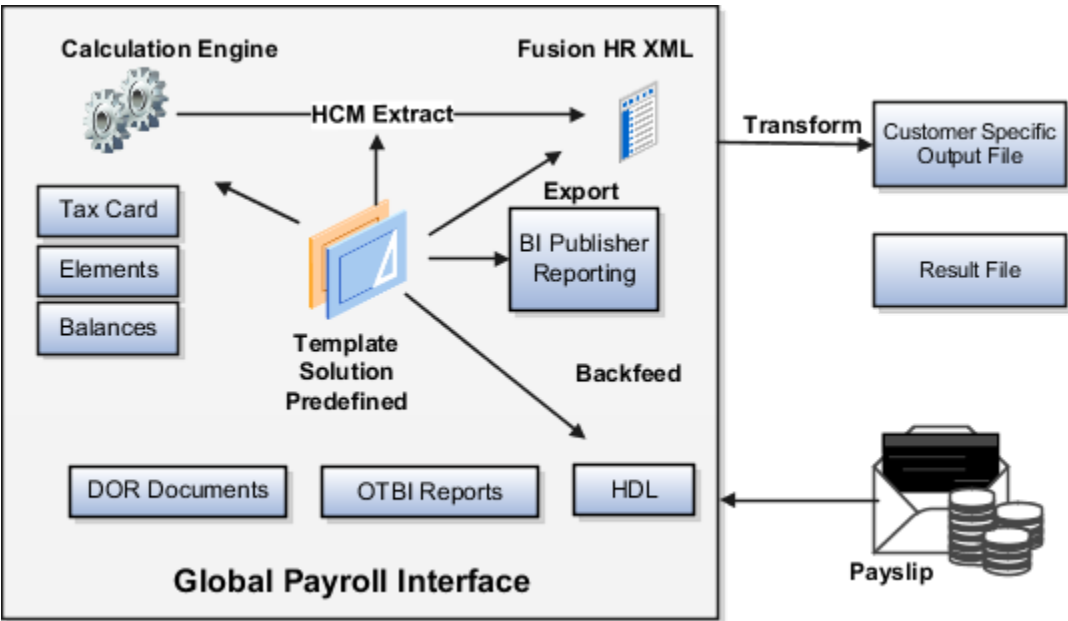 Calculation Engine
Fusion HR XML
HCM Extract
Transform
Customer Specific
Output File
Tax Card
Elements
Balances
Export
BI Publisher
Reporting
Result File
Template
Solution
Predefined
Backfeed
DOR Documents
OTBI Reports
HDL
Payslip
Global Payroll Interface